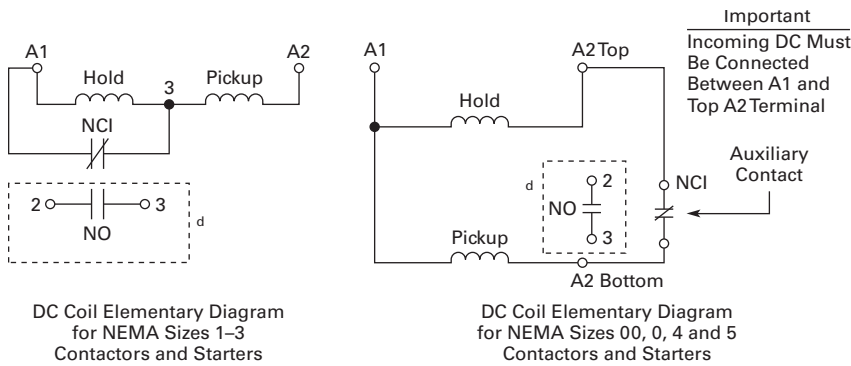 Important
Incoming DC Must
Be Connected
Between A1 and
Top A2 Terminal
A1
A2
Hold
3
Pickup
NCI
2
3
NO
d
DC Coil Elementary Diagram
for NEMA Sizes 1–3
Contactors and Starters
A1
A2 Top
Hold
Auxiliary
Contact
NCI
d
2
NO
3
Pickup
A2 Bottom
DC Coil Elementary Diagram
for NEMA Sizes 00, 0, 4 and 5
Contactors and Starters